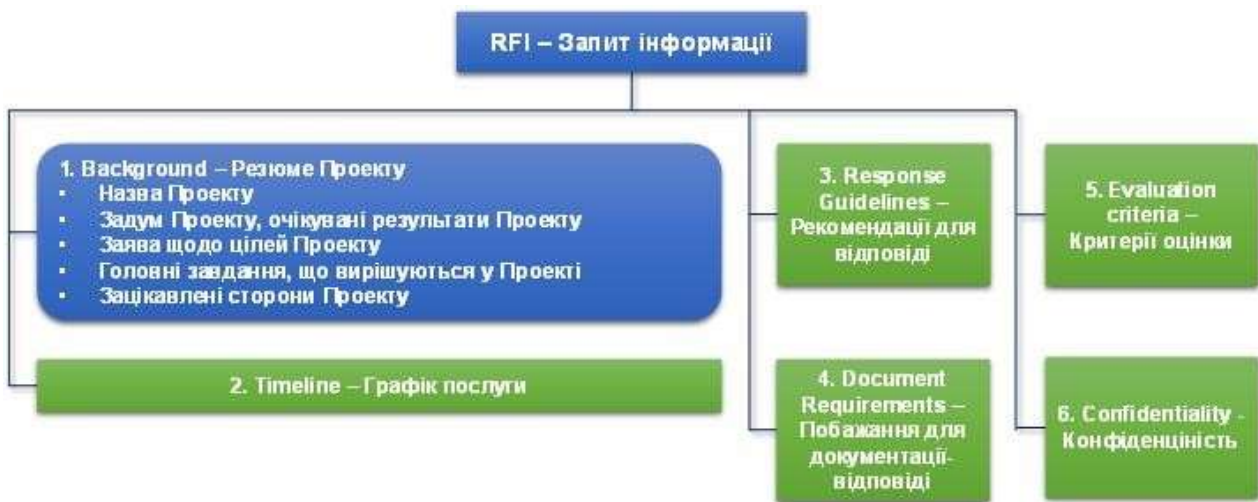 RFI – Запит інформації
1. Background – Резюме Проекту
▪ Назва Проекту
▪ Задум Проекту, очікувані результати Проекту
▪ Заява щодо цілей Проекту
▪ Головні завдання, що вирішуються у Проекті
▪ Зацікавлені сторони Проекту
2. Timeline – Графік послуги
3. Response
Guidelines –
Рекомендації для
відповіді
4. Document
Requirements –
Побажання для
документації-
відповіді
5. Evaluation
criteria –
Критерії оцінки
6. Confidentiality -
Конфіденціність